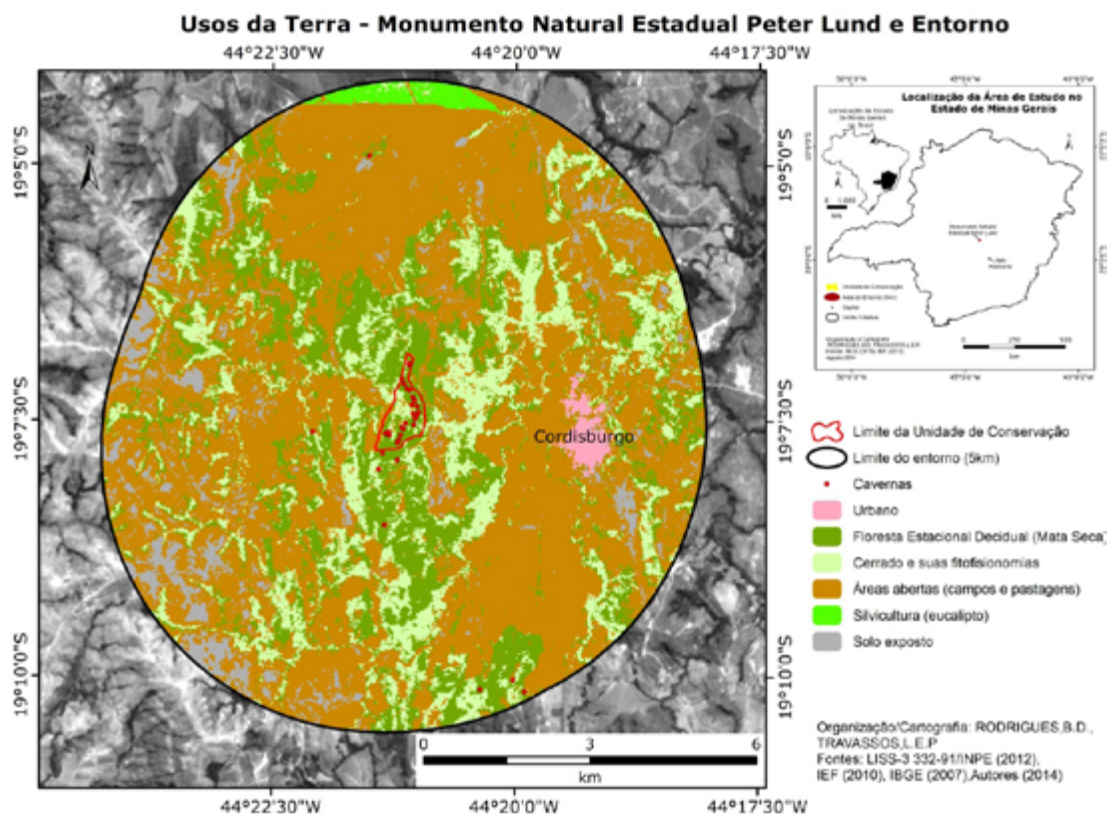 Usos da Terra - Monumento Natural Estadual Peter Lund e Entorno
44°22'30"W 44°20'0"W 44°17'30"W
19°5'0"S
19°7'30"S
19°10'0"S
N
Cordisburgo
0 3 6
km
44°22'30"W 44°20'0"W 44°17'30"W
19°5'0"S
19°7'30"S
19°10'0"S
Localização da Área de Estudo no
Estado de Minas Gerais
Monumento Natural
Estadual Peter Lund
Limite da Unidade de Conservação
Limite do entorno (5km)
Cavernas
Urbano
Floresta Estacional Decidual (Mata Seca)
Cerrado e suas fitofisionomias
Áreas abertas (campos e pastagens)
Silvicultura (eucalipto)
Solo exposto
Organização/Cartografia: RODRIGUES,B.D.,
TRAVASSOS,L.E.P
Fontes: LISS-3 332-91/INPE (2012),
IEF (2010), IBGE (2007),Autores (2014)